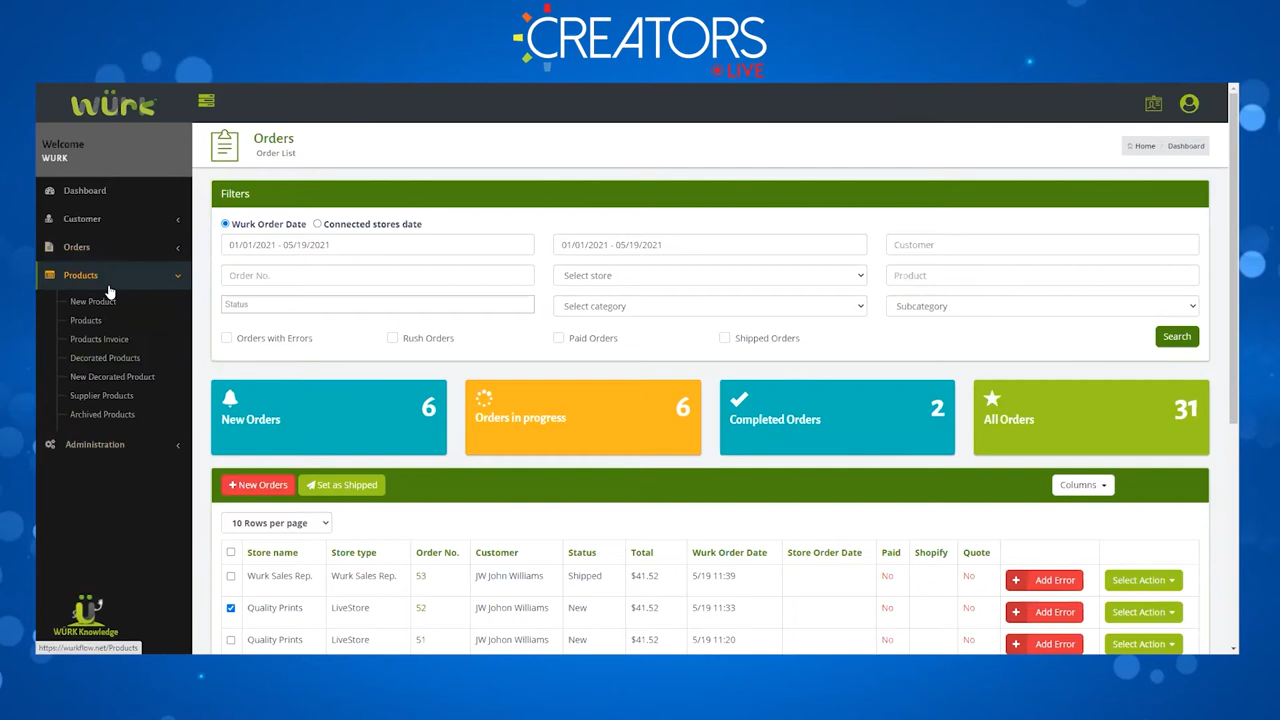 CREATORS
LIVE
würk
Welcome
WURK
Orders
Order List
Home / Dashboard
Dashboard
Customer
Orders
Products
New Product
Products
Products Invoice
Decorated Products
New Decorated Product
Supplier Products
Archived Products
Administration
WÜRK Knowledge
https://wurkflow.net/Products
Filters
Wurk Order Date Connected stores date
01/01/2021 - 05/19/2021 01/01/2021 - 05/19/2021 Customer
Order No. Select store Product
Status Select category Subcategory
Orders with Errors Rush Orders Paid Orders Shipped Orders
Search
New Orders 6 Orders in progress 6 Completed Orders 2 All Orders 31
+ New Orders Set as Shipped Columns
10 Rows per page
Store name Store type Order No. Customer Status Total Wurk Order Date Store Order Date Paid Shopify Quote
Wurk Sales Rep. Wurk Sales Rep. 53 JW John Williams Shipped $41.52 5/19 11:39 No No + Add Error Select Action
Quality Prints LiveStore 52 JW John Williams New $41.52 5/19 11:33 No No + Add Error Select Action
Quality Prints LiveStore 51 JW John Williams New $41.52 5/19 11:20 No No + Add Error Select Action